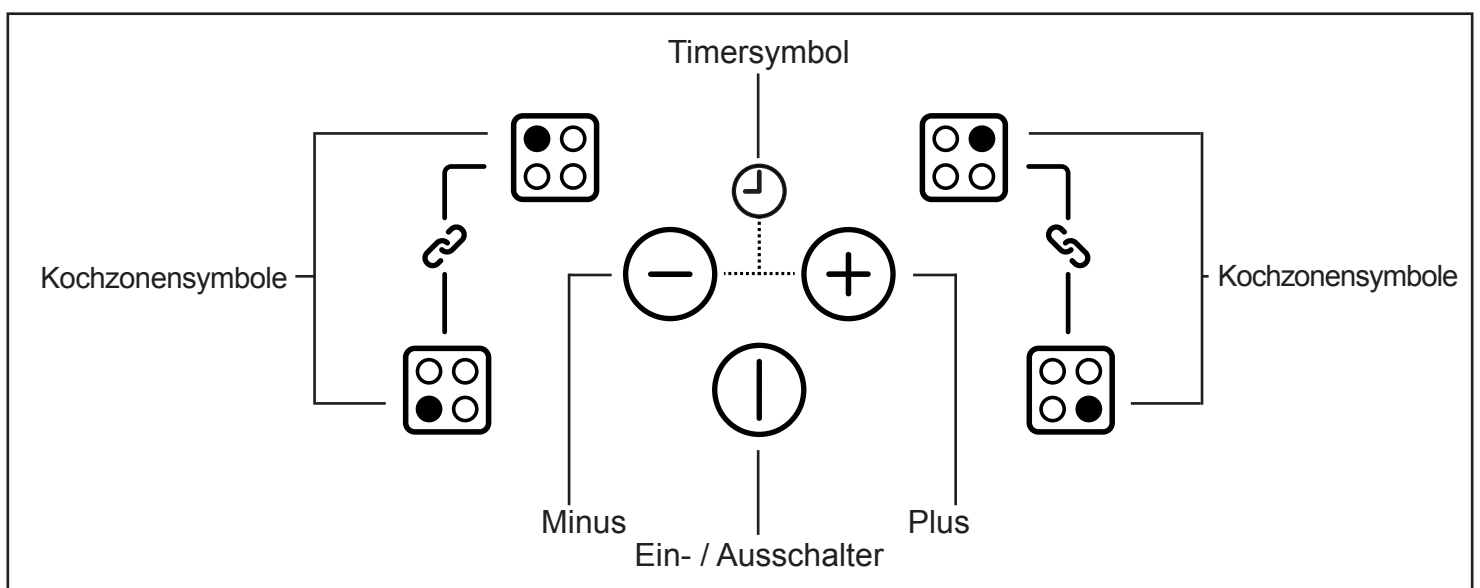 Timersymbol
Kochzonensymbole
Kochzonensymbole
Minus
Plus
Ein- / Ausschalter